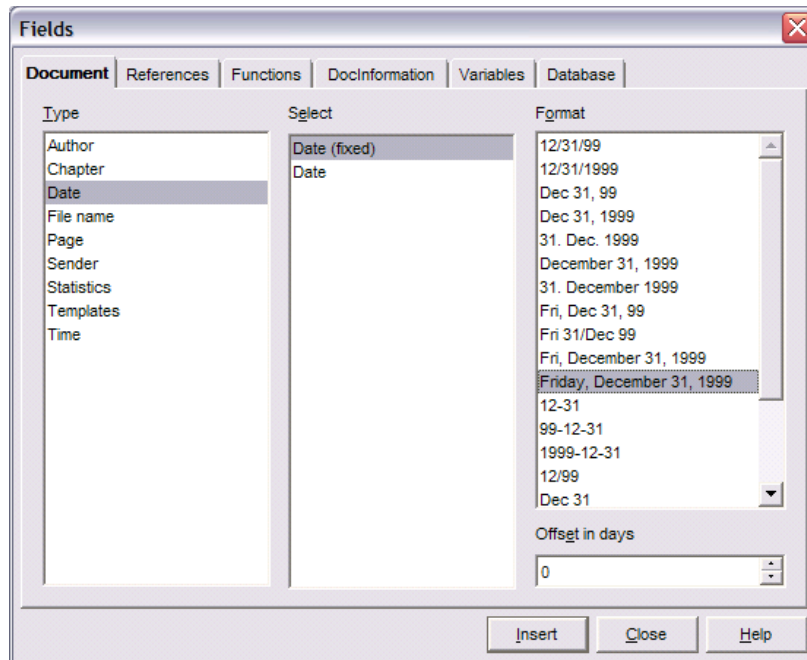 Fields
Document References Functions DocInformation Variables Database
Type
Author
Chapter
Date
File name
Page
Sender
Statistics
Templates
Time
Select
Date (fixed)
Date
Format
12/31/99
12/31/1999
Dec 31, 99
Dec 31, 1999
31. Dec. 1999
December 31, 1999
31. December 1999
Fri, Dec 31, 99
Fri 31/Dec 99
Fri, December 31, 1999
Friday, December 31, 1999
12-31
99-12-31
1999-12-31
12/99
Dec 31
Offset in days
0
Insert Close Help